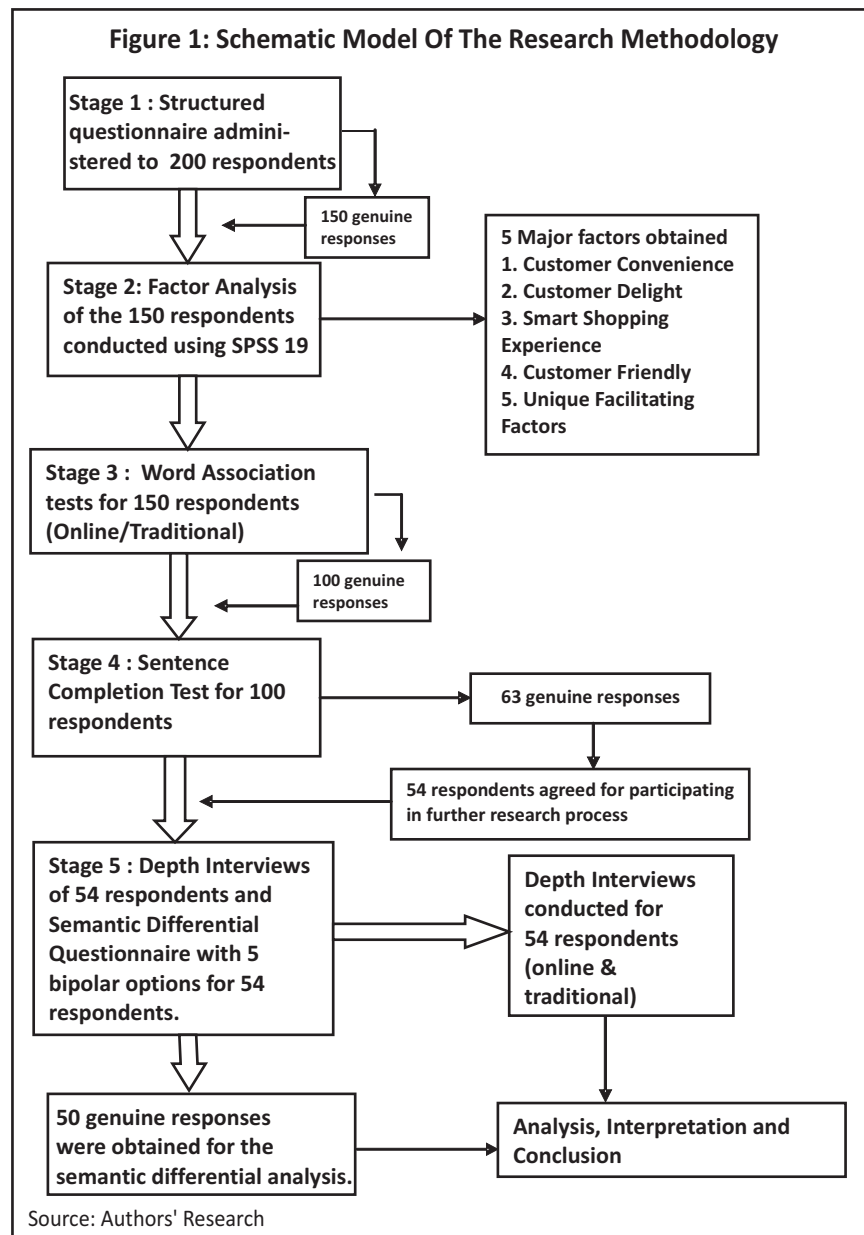 Figure 1: Schematic Model Of The Research Methodology
Stage 1 : Structured
questionnaire admini-
stered to 200 respondents
150 genuine
responses
Stage 2: Factor Analysis
of the 150 respondents
conducted using SPSS 19
5 Major factors obtained
1. Customer Convenience
2. Customer Delight
3. Smart Shopping
Experience
4. Customer Friendly
5. Unique Facilitating
Factors
Stage 3 : Word Association
tests for 150 respondents
(Online/Traditional)
100 genuine
responses
Stage 4 : Sentence
Completion Test for 100
respondents
63 genuine responses
54 respondents agreed for participating
in further research process
Stage 5 : Depth Interviews
of 54 respondents and
Semantic Differential
Questionnaire with 5
bipolar options for 54
respondents.
Depth Interviews
conducted for
54 respondents
(online &
traditional)
50 genuine responses
were obtained for the
semantic differential analysis.
Analysis, Interpretation and
Conclusion
Source: Authors' Research